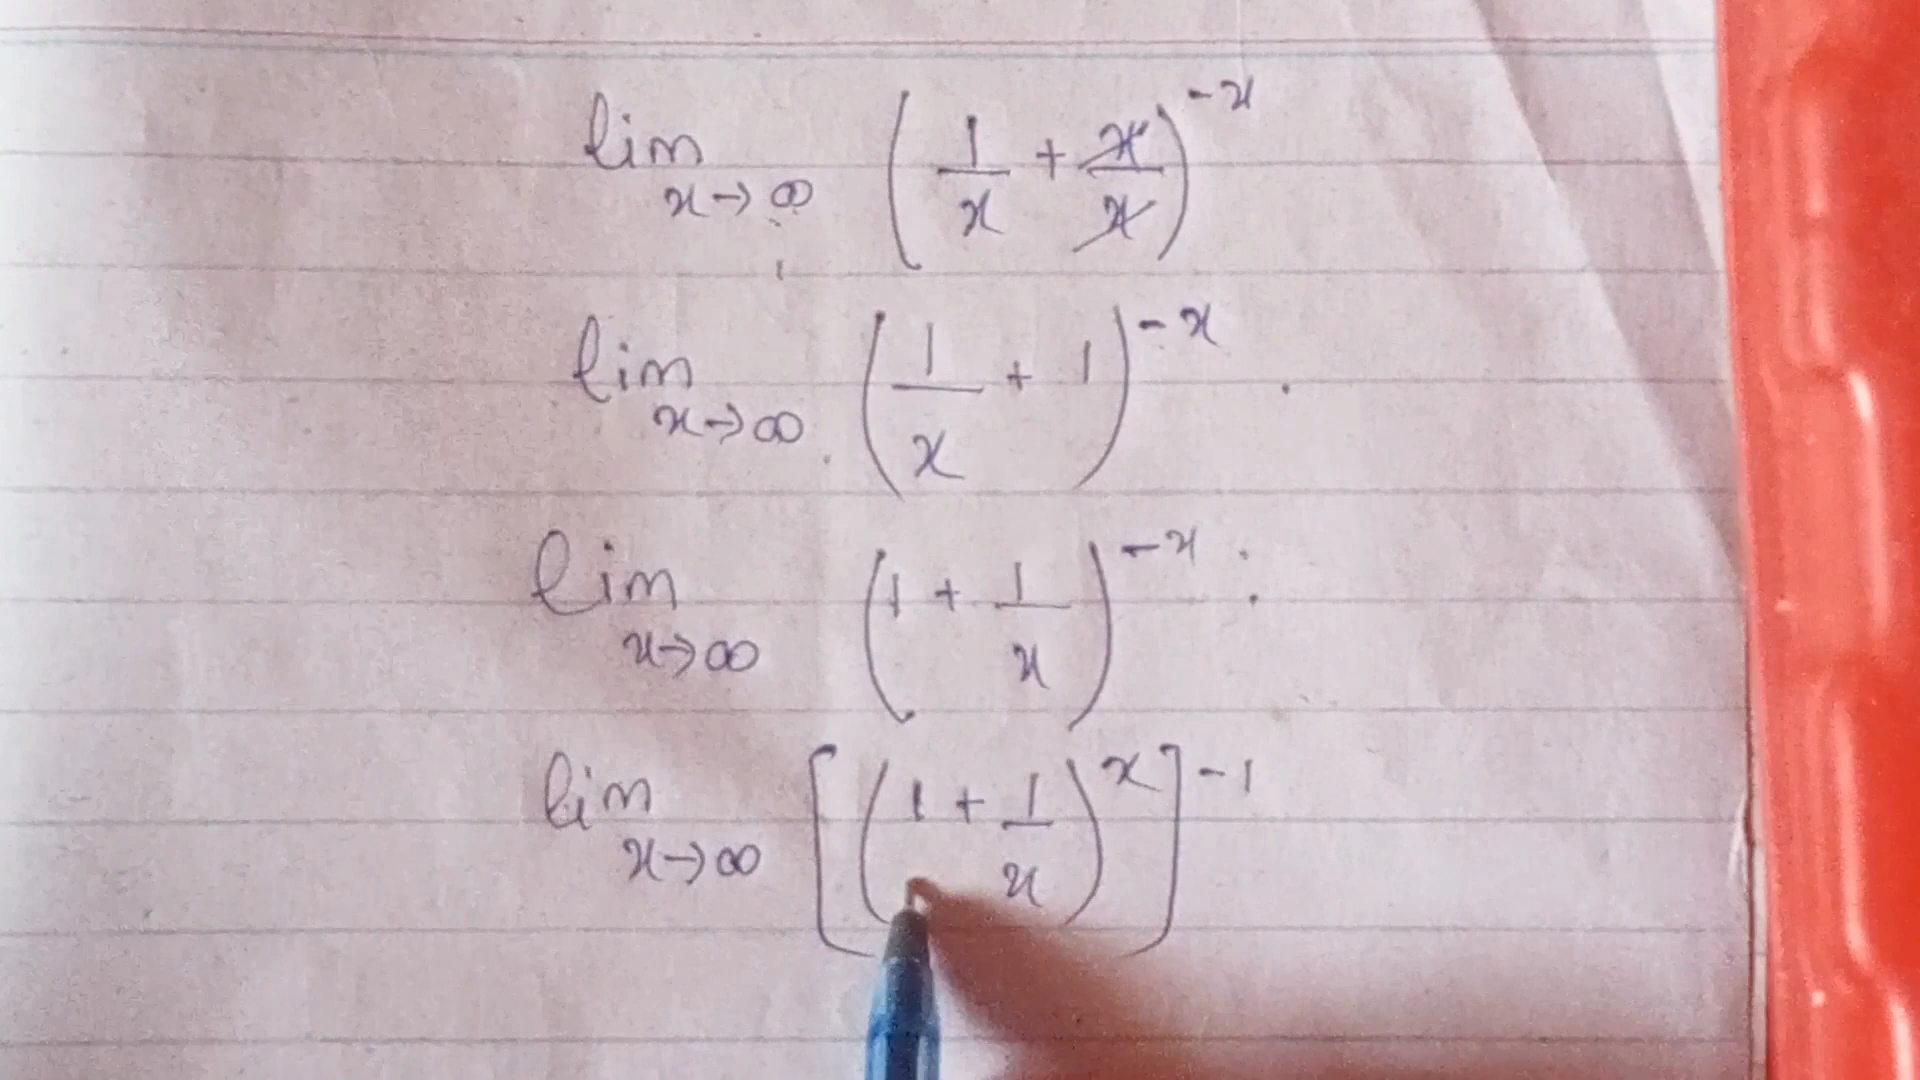 lim x→∞ (1/x + x/x)^-x
lim x→∞ (1/x + 1)^-x
lim x→∞ (1 + 1/x)^-x
lim x→∞ [(1 + 1/x)^x]^-1